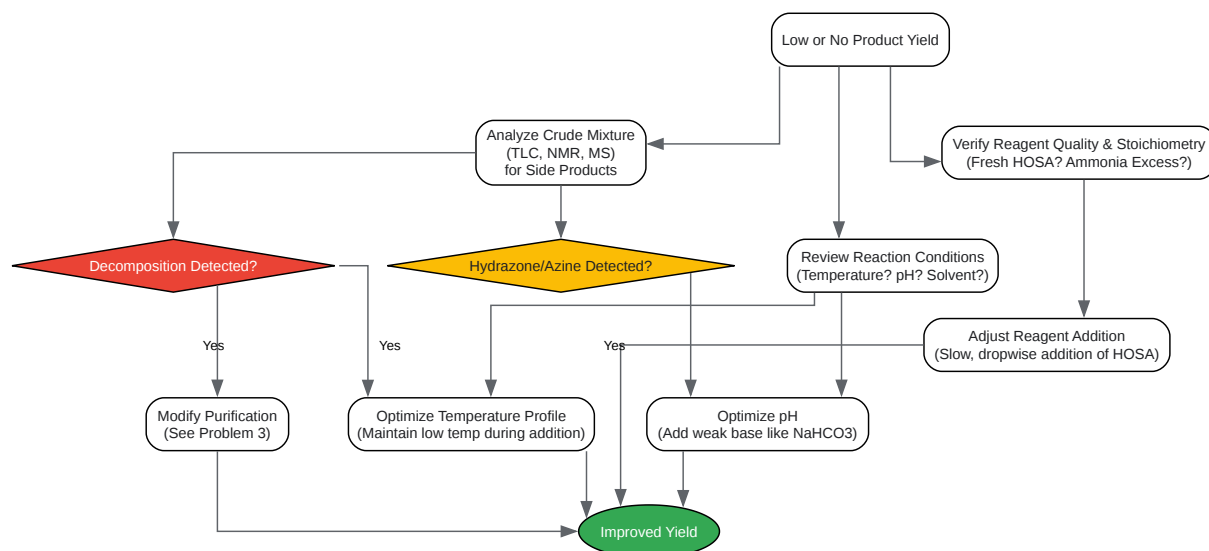 Low or No Product Yield
Analyze Crude Mixture
(TLC, NMR, MS)
for Side Products
Verify Reagent Quality & Stoichiometry
(Fresh HOSA? Ammonia Excess?)
Decomposition Detected?
Hydrazone/Azine Detected?
Review Reaction Conditions
(Temperature? pH? Solvent?)
Adjust Reagent Addition
(Slow, dropwise addition of HOSA)
Yes
Yes
Yes
Modify Purification
(See Problem 3)
Optimize Temperature Profile
(Maintain low temp during addition)
Optimize pH
(Add weak base like NaHCO3)
Improved Yield